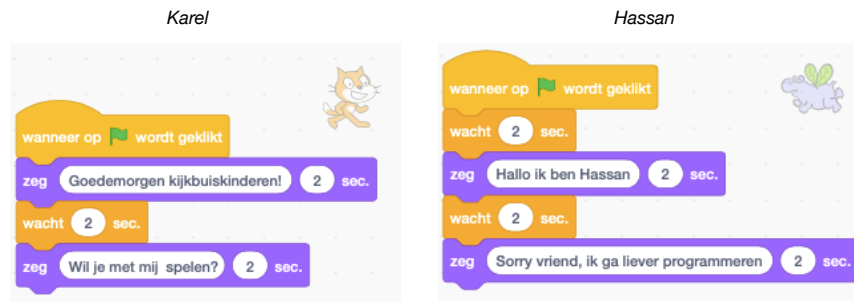 Karel
wanneer op wordt geklikt
zeg Goedemorgen kijkbuiskinderen! 2 sec.
wacht 2 sec.
zeg Wil je met mij spelen? 2 sec.
Hassan
wanneer op wordt geklikt
wacht 2 sec.
zeg Hallo ik ben Hassan 2 sec.
wacht 2 sec.
zeg Sorry vriend, ik ga liever programmeren 2 sec.